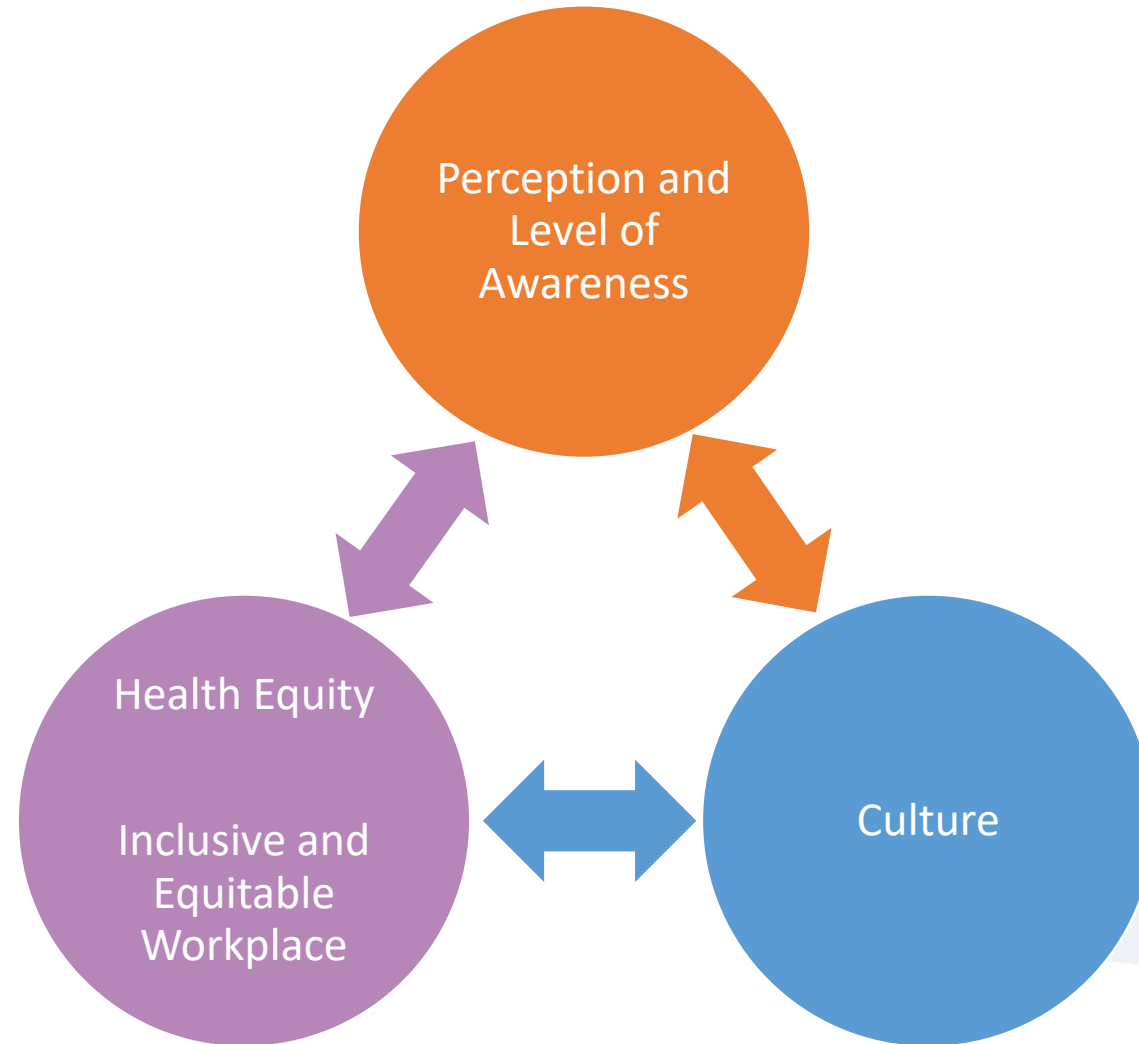 Perception and
Level of
Awareness
Health Equity
Inclusive and
Equitable
Workplace
Culture